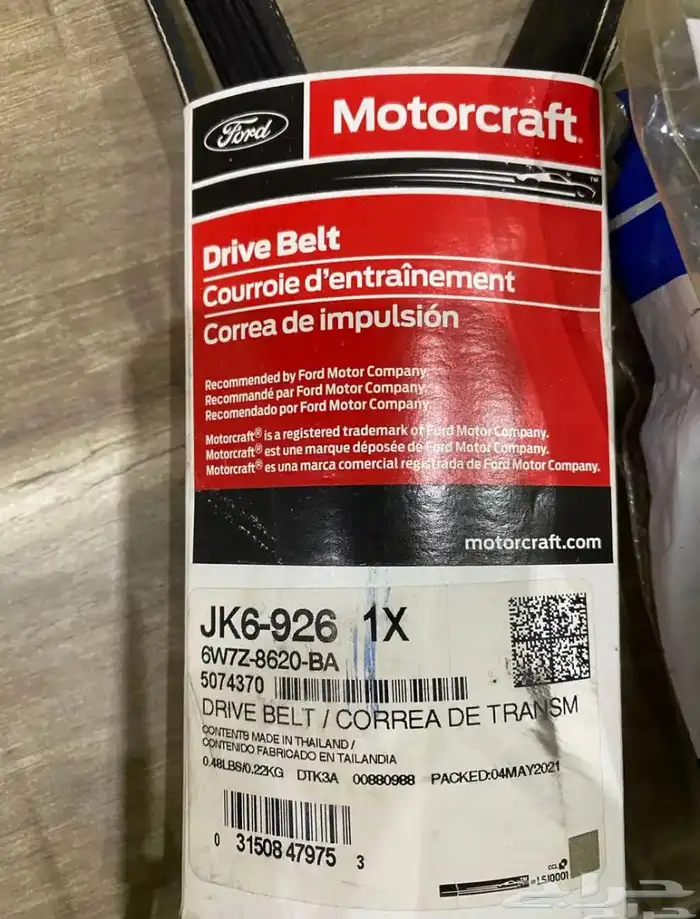 Ford
Motorcraft®
TM
Drive Belt
Courroie d'entraînement
Correa de impulsión
Recommended by Ford Motor Company.
Recommandé par Ford Motor Company.
Recomendado por Ford Motor Company.
Motorcraft® is a registered trademark of Ford Motor Company.
Motorcraft® est une marque déposée de Ford Motor Company.
Motorcraft® es una marca comercial registrada de Ford Motor Company.
motorcraft.com
JK6-926 1X
6W7Z-8620-BA
5074370
DRIVE BELT / CORREA DE TRANSM
CONTENTS MADE IN THAILAND /
CONTENIDO FABRICADO EN TAILANDIA
0.48LBS/0.22KG DTK3A 00880988 PACKED:04MAY2021
0 31508 47975 3
CCL
LSJ0001
حراج